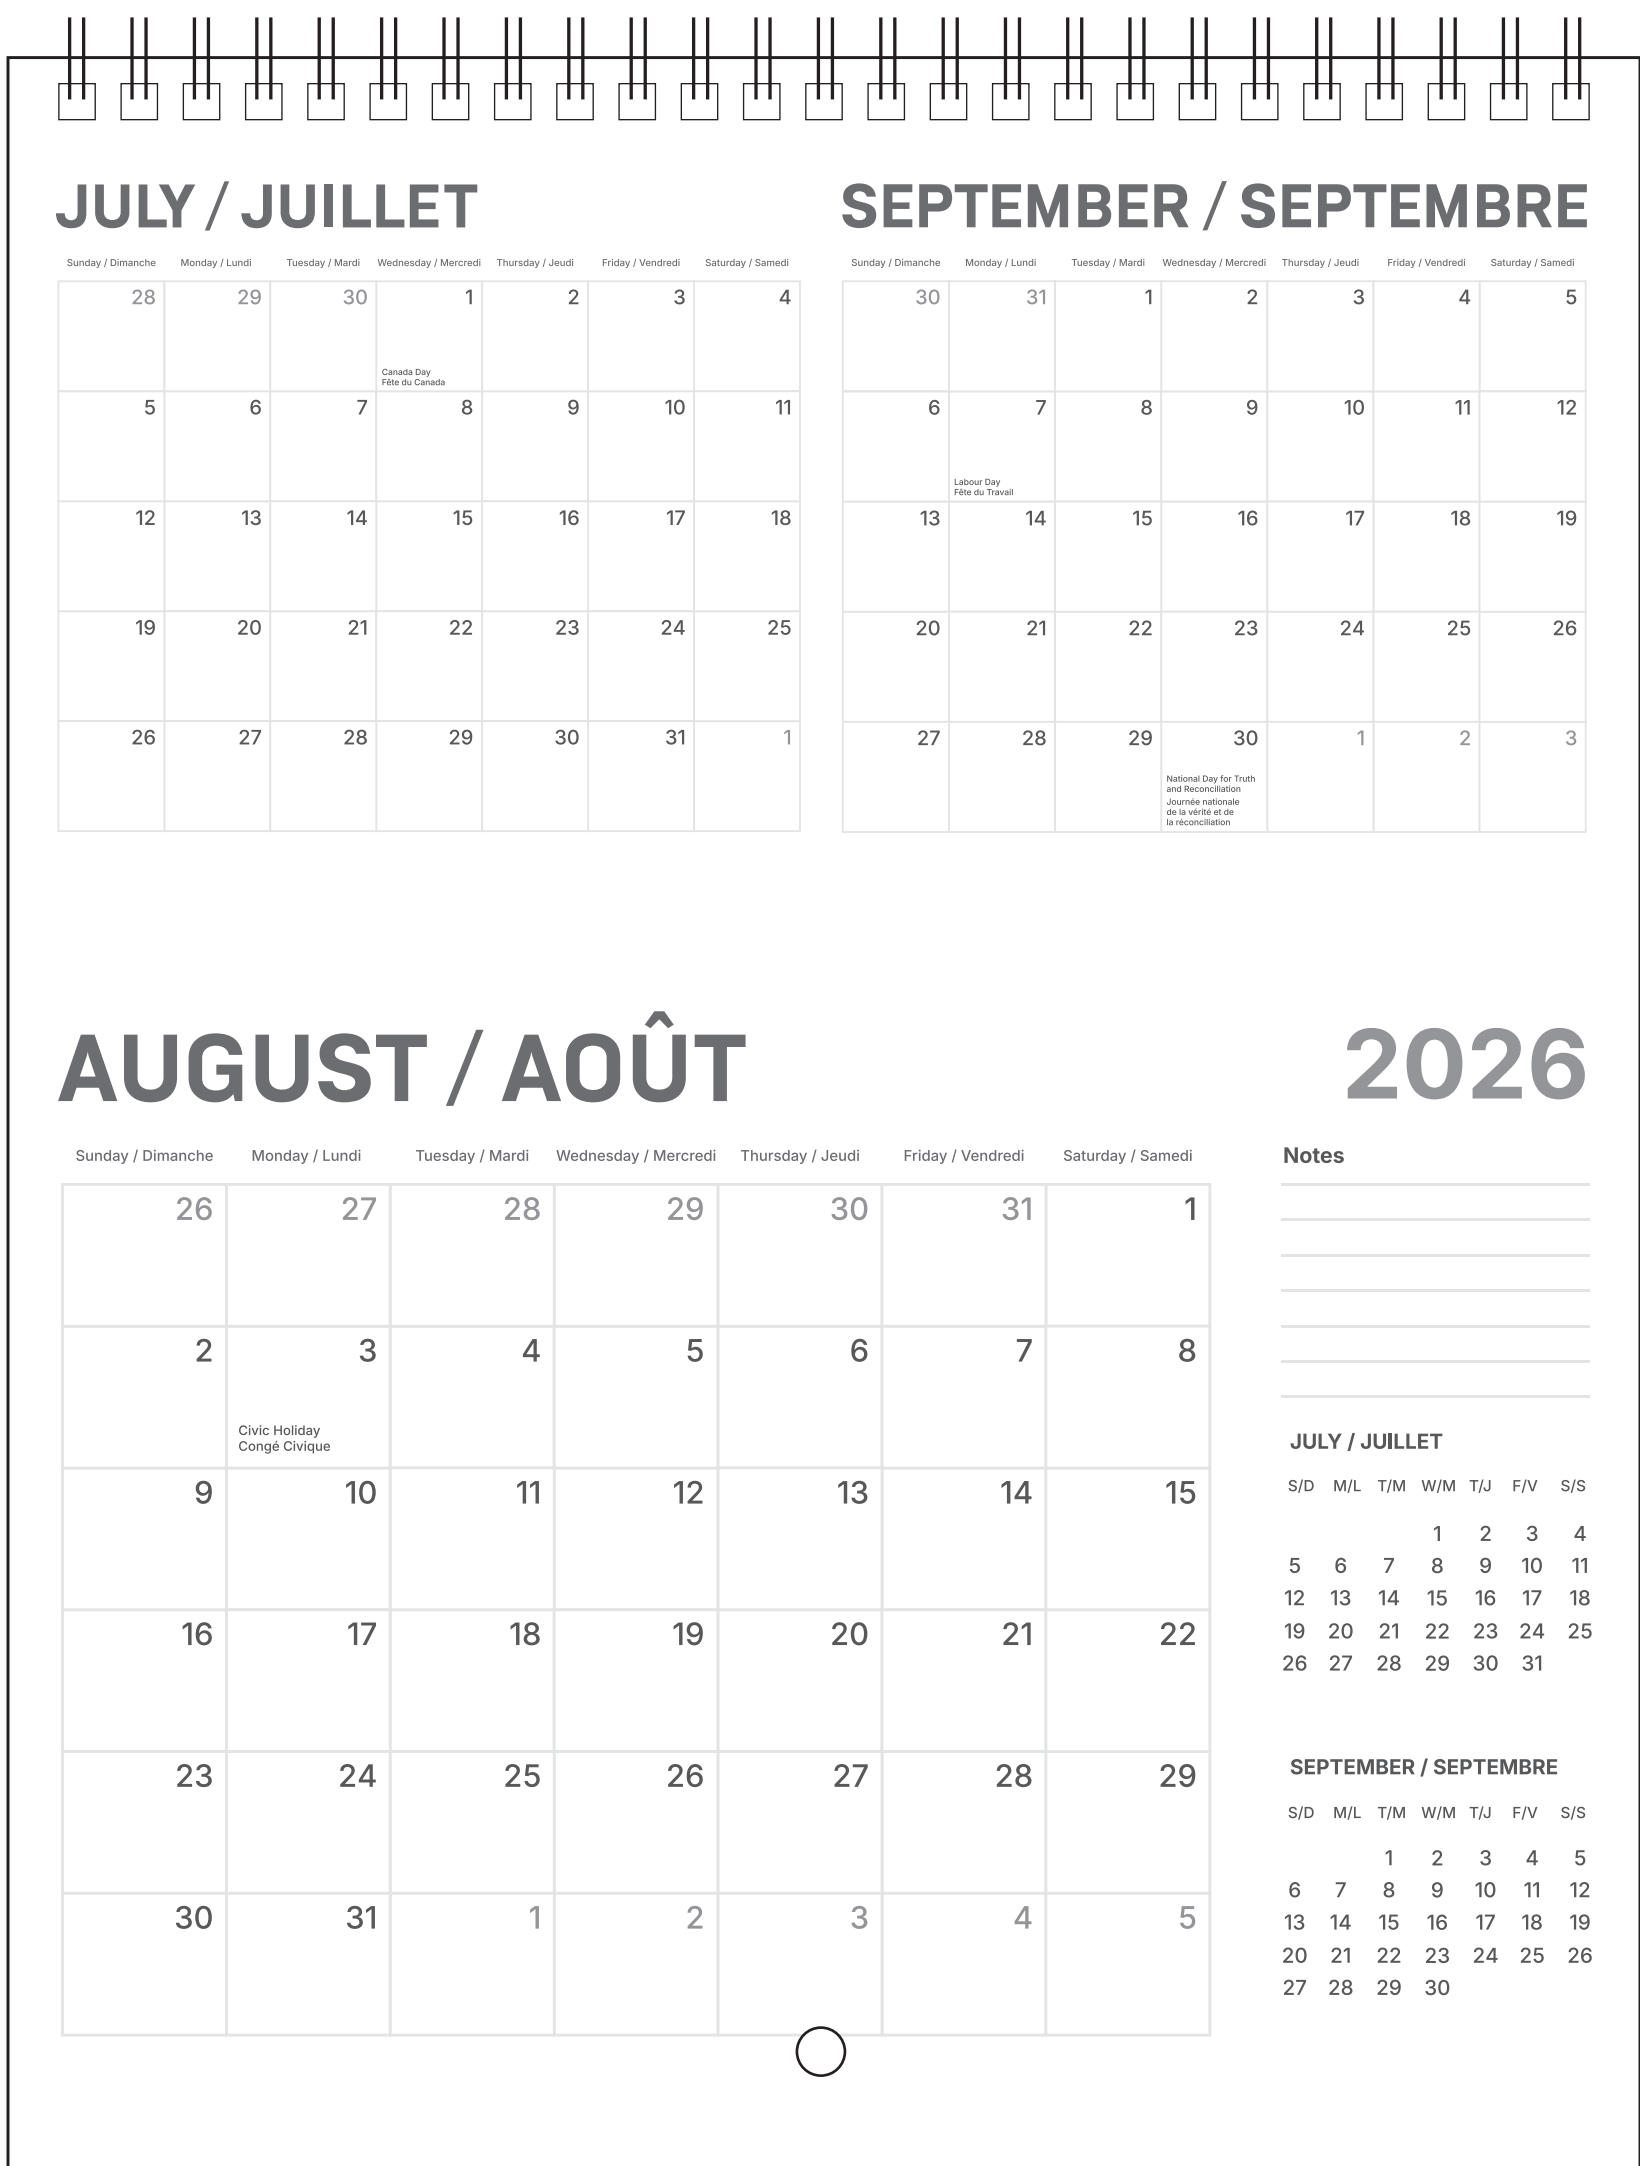 JULY / JUILLET
Sunday / Dimanche Monday / Lundi Tuesday / Mardi Wednesday / Mercredi Thursday / Jeudi Friday / Vendredi Saturday / Samedi
28 29 30 1 2 3 4
Canada Day
Fête du Canada
5 6 7 8 9 10 11
12 13 14 15 16 17 18
19 20 21 22 23 24 25
26 27 28 29 30 31 1
SEPTEMBER / SEPTEMBRE
Sunday / Dimanche Monday / Lundi Tuesday / Mardi Wednesday / Mercredi Thursday / Jeudi Friday / Vendredi Saturday / Samedi
30 31 1 2 3 4 5
6 7 8 9 10 11 12
Labour Day
Fête du Travail
13 14 15 16 17 18 19
20 21 22 23 24 25 26
27 28 29 30 1 2 3
National Day for Truth
and Reconciliation
Journée nationale
de la vérité et de
la réconciliation
AUGUST / AOÛT
2026
Sunday / Dimanche Monday / Lundi Tuesday / Mardi Wednesday / Mercredi Thursday / Jeudi Friday / Vendredi Saturday / Samedi
26 27 28 29 30 31 1
2 3 4 5 6 7 8
Civic Holiday
Congé Civique
9 10 11 12 13 14 15
16 17 18 19 20 21 22
23 24 25 26 27 28 29
30 31 1 2 3 4 5
Notes
JULY / JUILLET
S/D M/L T/M W/M T/J F/V S/S
1 2 3 4
5 6 7 8 9 10 11
12 13 14 15 16 17 18
19 20 21 22 23 24 25
26 27 28 29 30 31
SEPTEMBER / SEPTEMBRE
S/D M/L T/M W/M T/J F/V S/S
1 2 3 4 5
6 7 8 9 10 11 12
13 14 15 16 17 18 19
20 21 22 23 24 25 26
27 28 29 30